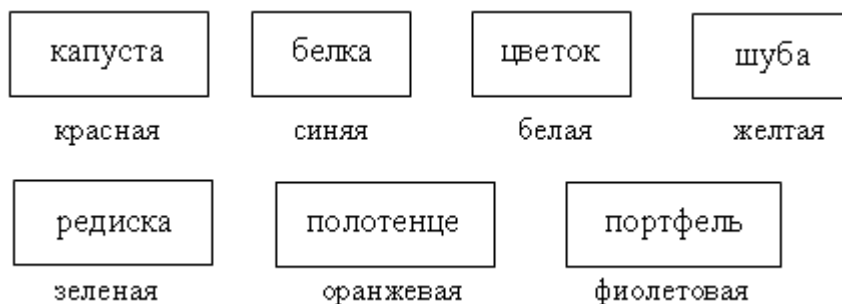 капуста белка цветок шуба
красная синяя белая желтая
редиска полотенце портфель
зеленая оранжевая фиолетовая